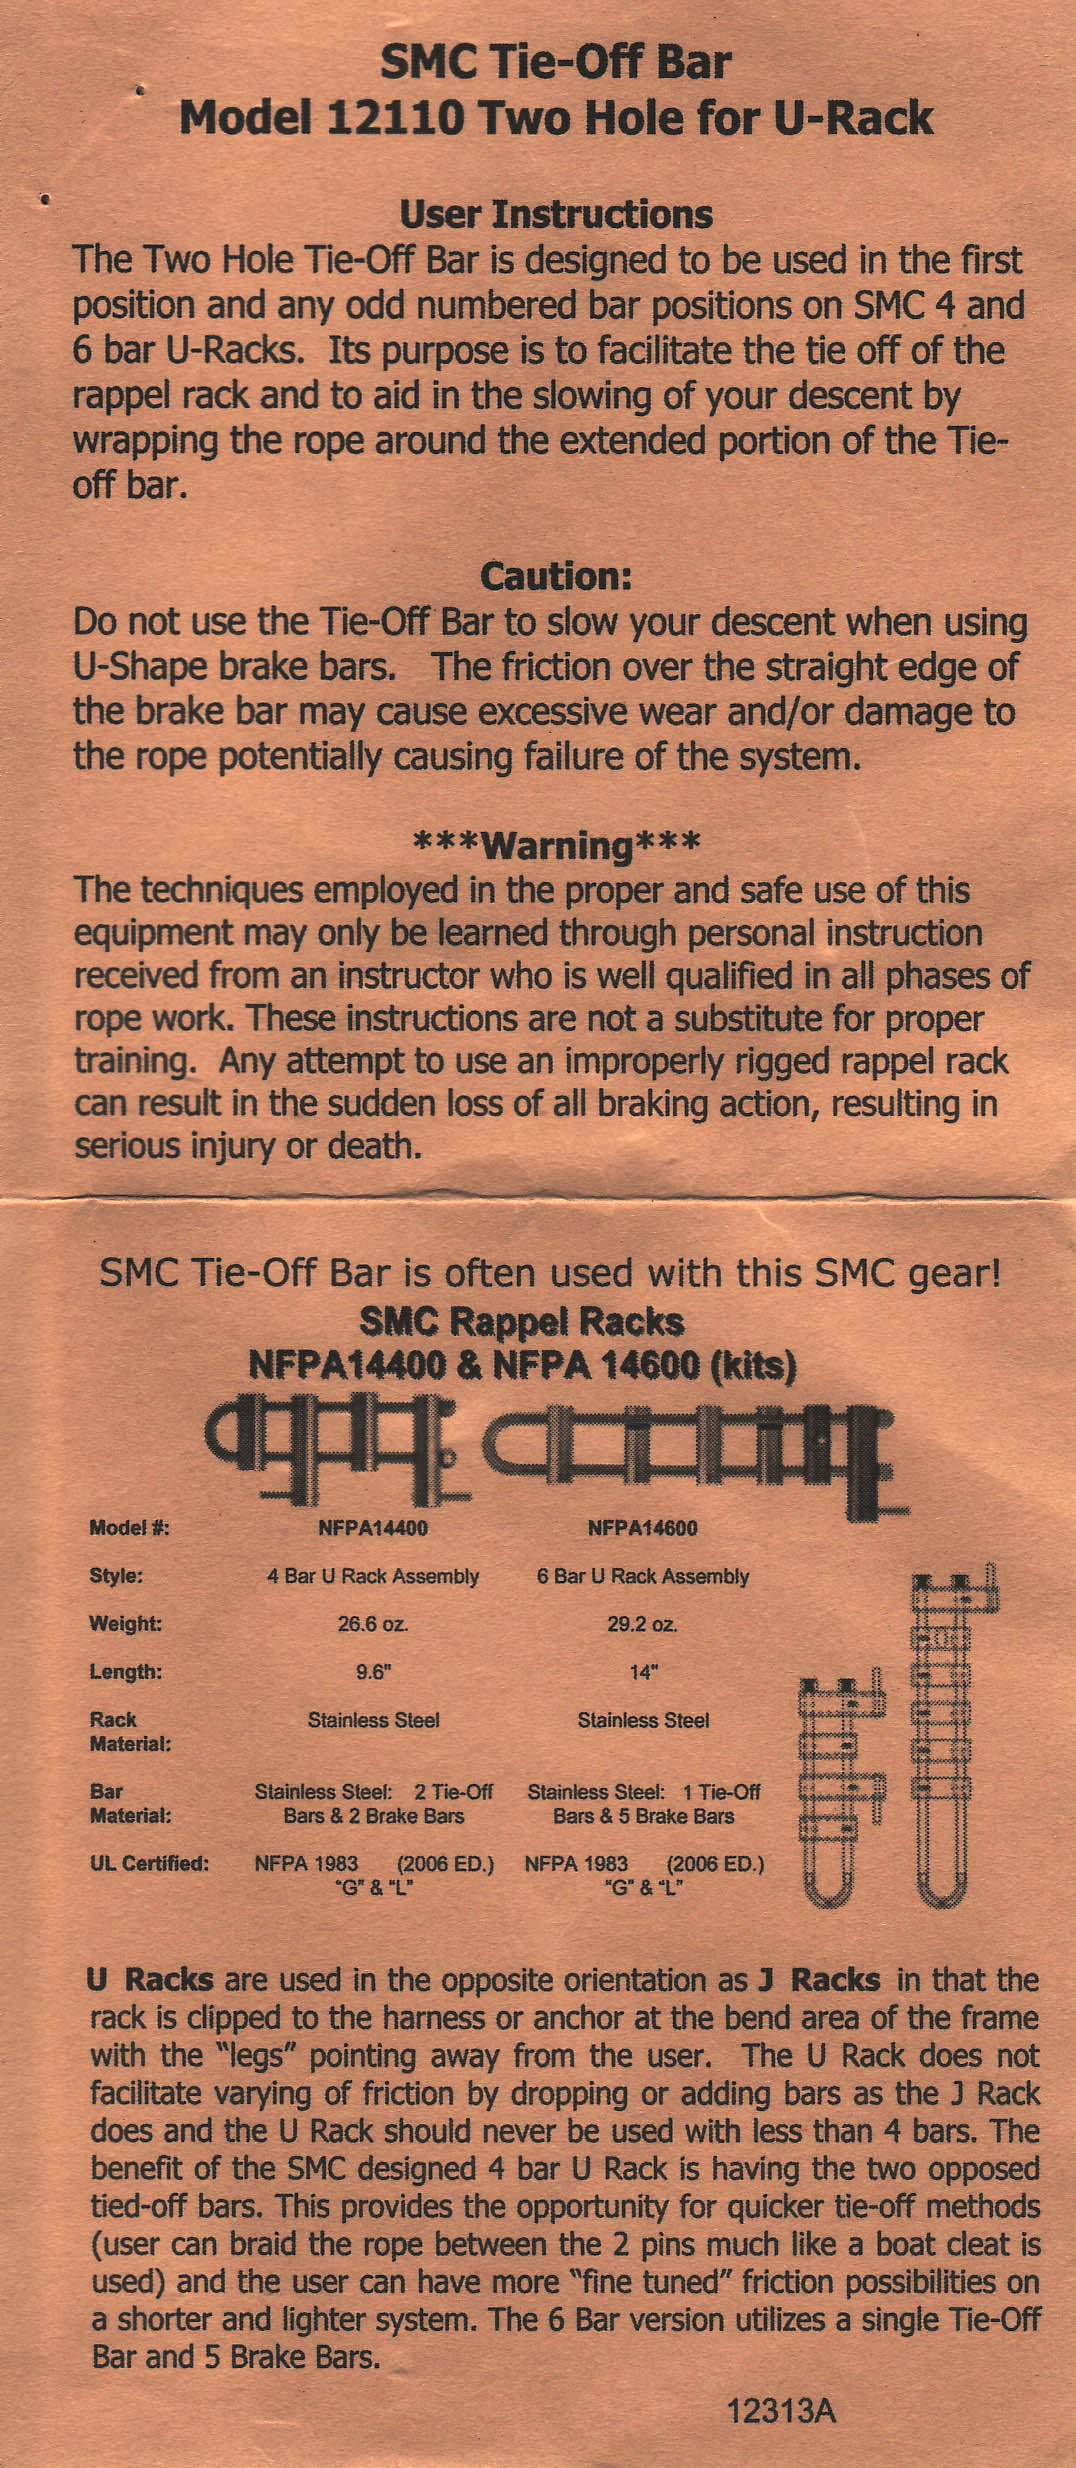 SMC Tie-Off Bar
Model 12110 Two Hole for U-Rack
User Instructions
The Two Hole Tie-Off Bar is designed to be used in the first
position and any odd numbered bar positions on SMC 4 and
6 bar U-Racks. Its purpose is to facilitate the tie off of the
rappel rack and to aid in the slowing of your descent by
wrapping the rope around the extended portion of the Tie-
off bar.
Caution:
Do not use the Tie-Off Bar to slow your descent when using
U-Shape brake bars. The friction over the straight edge of
the brake bar may cause excessive wear and/or damage to
the rope potentially causing failure of the system.
***Warning***
The techniques employed in the proper and safe use of this
equipment may only be learned through personal instruction
received from an instructor who is well qualified in all phases of
rope work. These instructions are not a substitute for proper
training. Any attempt to use an improperly rigged rappel rack
can result in the sudden loss of all braking action, resulting in
serious injury or death.
SMC Tie-Off Bar is often used with this SMC gear!
SMC Rappel Racks
NFPA14400 & NFPA 14600 (kits)
Model #: NFPA14400 NFPA14600
Style: 4 Bar U Rack Assembly 6 Bar U Rack Assembly
Weight: 26.6 oz. 29.2 oz.
Length: 9.6" 14"
Rack Stainless Steel Stainless Steel
Material:
Bar Stainless Steel: 2 Tie-Off Stainless Steel: 1 Tie-Off
Material: Bars & 2 Brake Bars Bars & 5 Brake Bars
UL Certified: NFPA 1983 (2006 ED.) NFPA 1983 (2006 ED.)
"G" & "L" "G" & "L"
U Racks are used in the opposite orientation as J Racks in that the
rack is clipped to the harness or anchor at the bend area of the frame
with the "legs" pointing away from the user. The U Rack does not
facilitate varying of friction by dropping or adding bars as the J Rack
does and the U Rack should never be used with less than 4 bars. The
benefit of the SMC designed 4 bar U Rack is having the two opposed
tied-off bars. This provides the opportunity for quicker tie-off methods
(user can braid the rope between the 2 pins much like a boat cleat is
used) and the user can have more "fine tuned" friction possibilities on
a shorter and lighter system. The 6 Bar version utilizes a single Tie-Off
Bar and 5 Brake Bars.
12313A